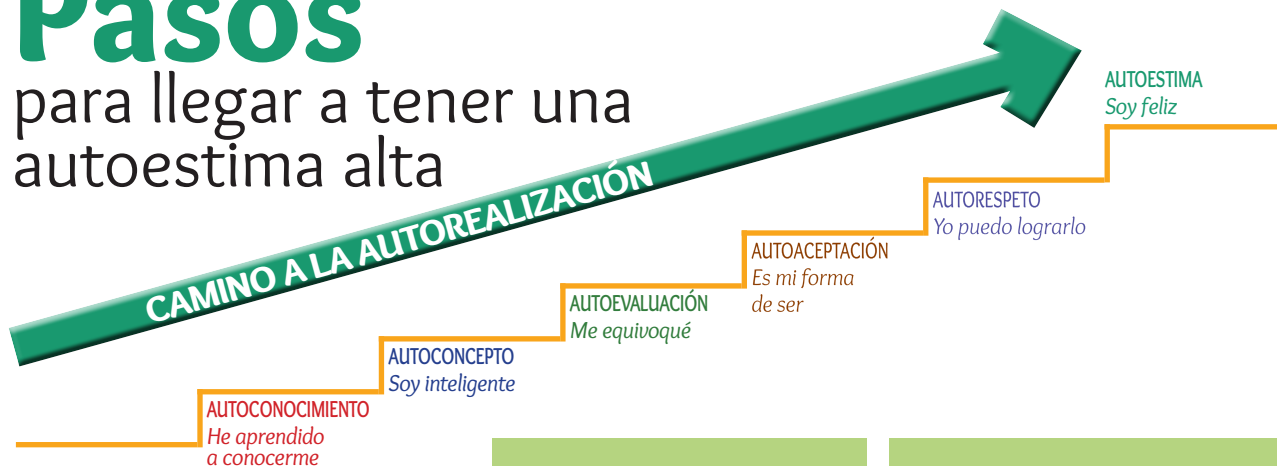 Pasos
para llegar a tener una
autoestima alta
CAMINO A LA AUTOREALIZACIÓN
AUTOESTIMA
Soy feliz
AUTORESPETO
Yo puedo lograrlo
AUTOACEPTACIÓN
Es mi forma
de ser
AUTOEVALUACIÓN
Me equivoqué
AUTOCONCEPTO
Soy inteligente
AUTOCONOCIMIENTO
He aprendido
a conocerme